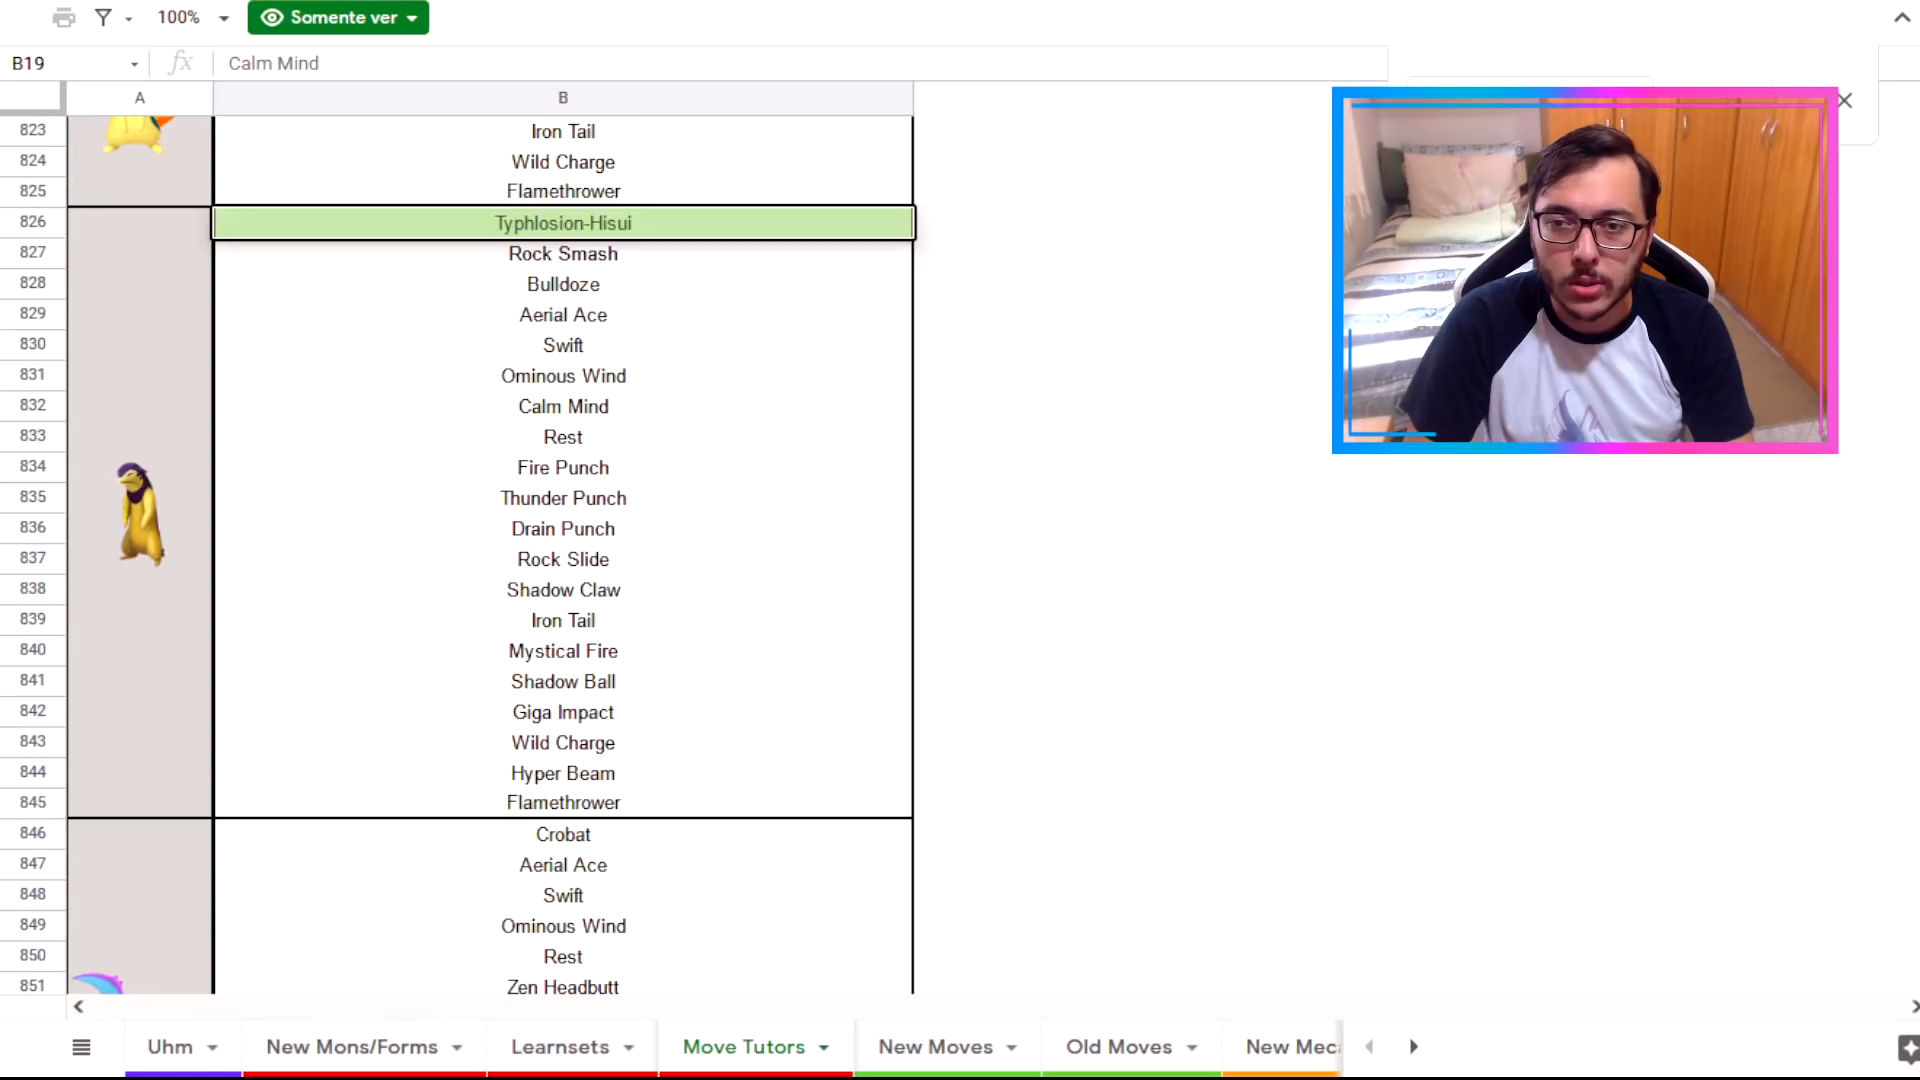 100%
Somente ver
B19
fx
Calm Mind
A
B
823
Iron Tail
824
Wild Charge
825
Flamethrower
826
Typhlosion-Hisui
827
Rock Smash
828
Bulldoze
829
Aerial Ace
830
Swift
831
Ominous Wind
832
Calm Mind
833
Rest
834
Fire Punch
835
Thunder Punch
836
Drain Punch
837
Rock Slide
838
Shadow Claw
839
Iron Tail
840
Mystical Fire
841
Shadow Ball
842
Giga Impact
843
Wild Charge
844
Hyper Beam
845
Flamethrower
846
Crobat
847
Aerial Ace
848
Swift
849
Ominous Wind
850
Rest
851
Zen Headbutt
Uhm
New Mons/Forms
Learnsets
Move Tutors
New Moves
Old Moves
New Mec